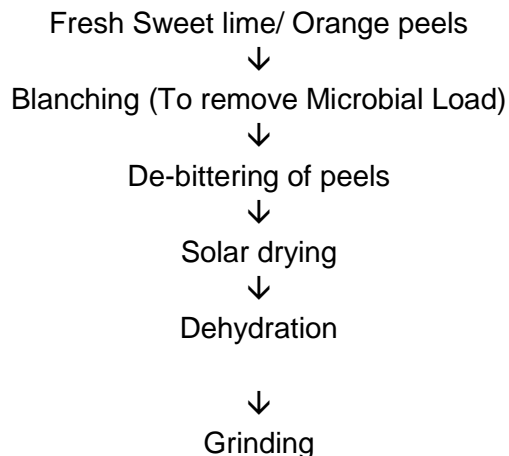 Fresh Sweet lime/ Orange peels
↓
Blanching (To remove Microbial Load)
↓
De-bittering of peels
↓
Solar drying
↓
Dehydration
↓
Grinding